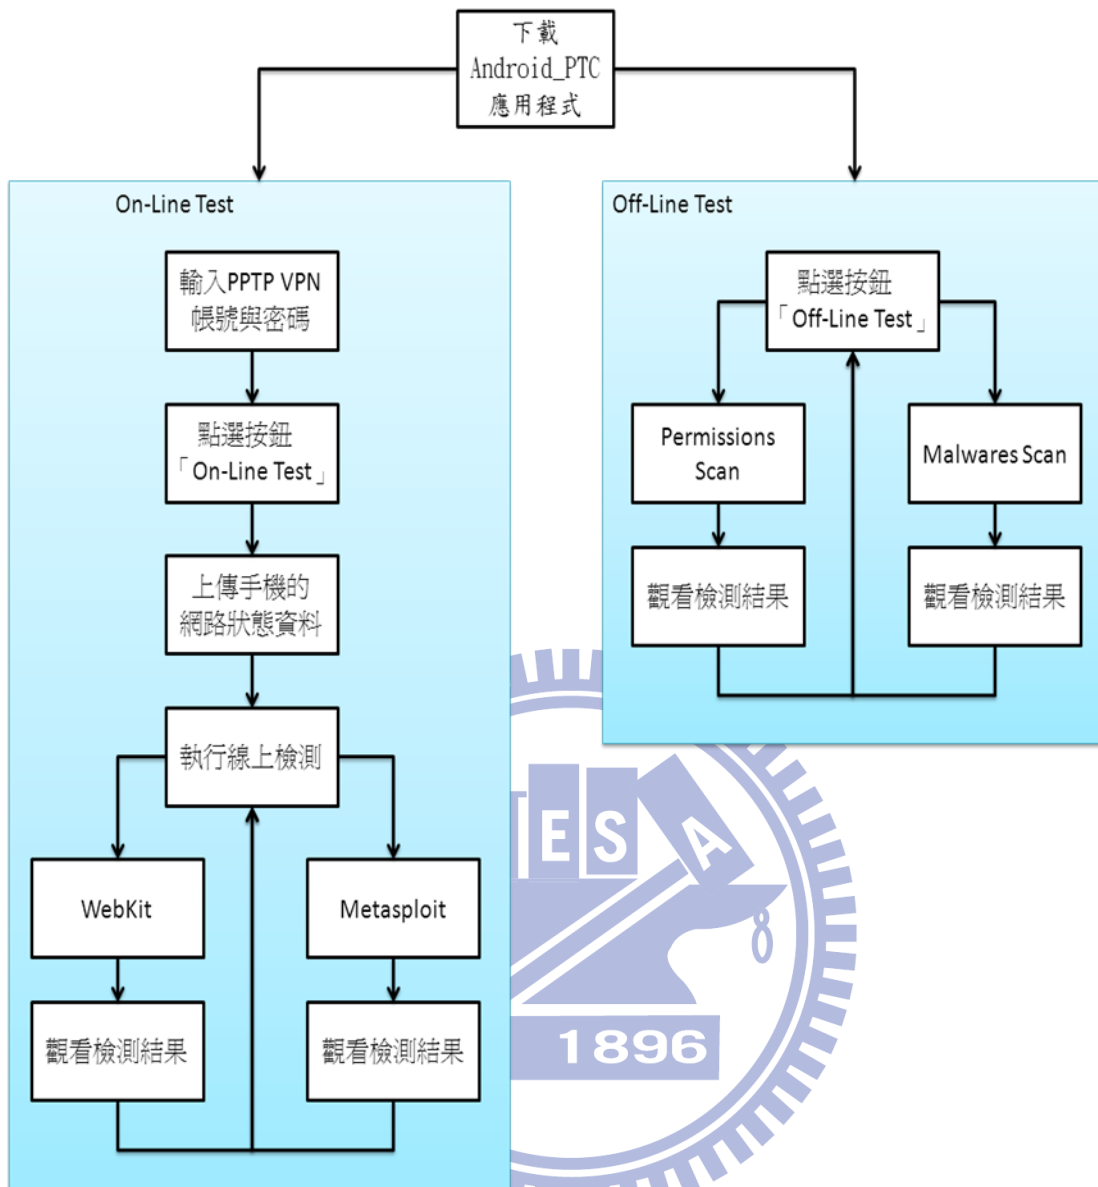 下載
Android_PTC
應用程式
On-Line Test
輸入PPTP VPN
帳號與密碼
點選按鈕
「On-Line Test」
上傳手機的
網路狀態資料
執行線上檢測
WebKit
Metasploit
觀看檢測結果
觀看檢測結果
Off-Line Test
點選按鈕
「Off-Line Test」
Permissions
Scan
Malwares Scan
觀看檢測結果
觀看檢測結果
ESA
1896